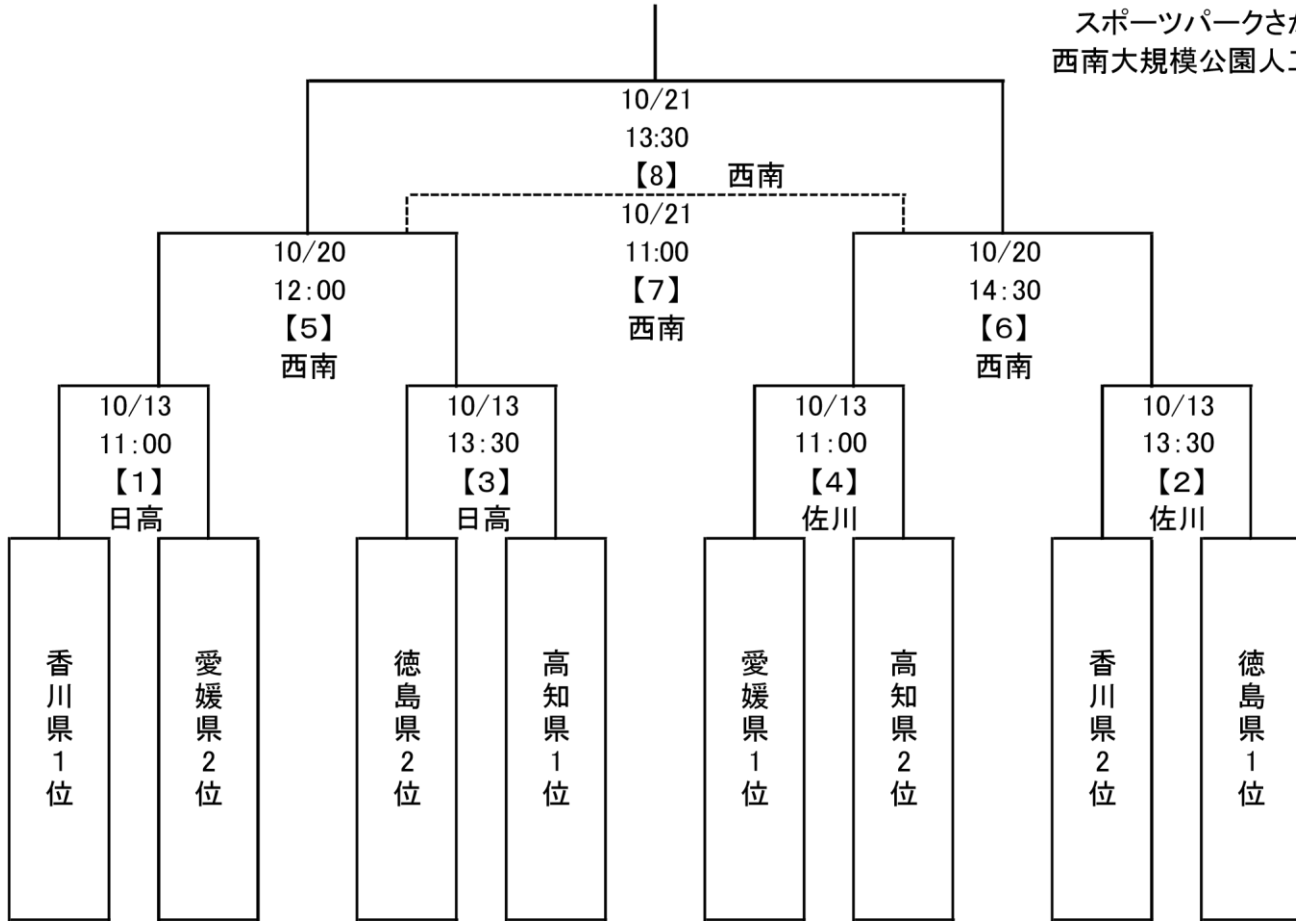 スポーツパークさか
西南大規模公園人工
10/21
13:30
【8】 西南
10/21
11:00
【7】
西南
10/20
12:00
【5】
西南
10/20
14:30
【6】
西南
10/13
11:00
【1】
日高
10/13
13:30
【3】
日高
10/13
11:00
【4】
佐川
10/13
13:30
【2】
佐川
香川県1位
愛媛県2位
徳島県2位
高知県1位
愛媛県1位
高知県2位
香川県2位
徳島県1位